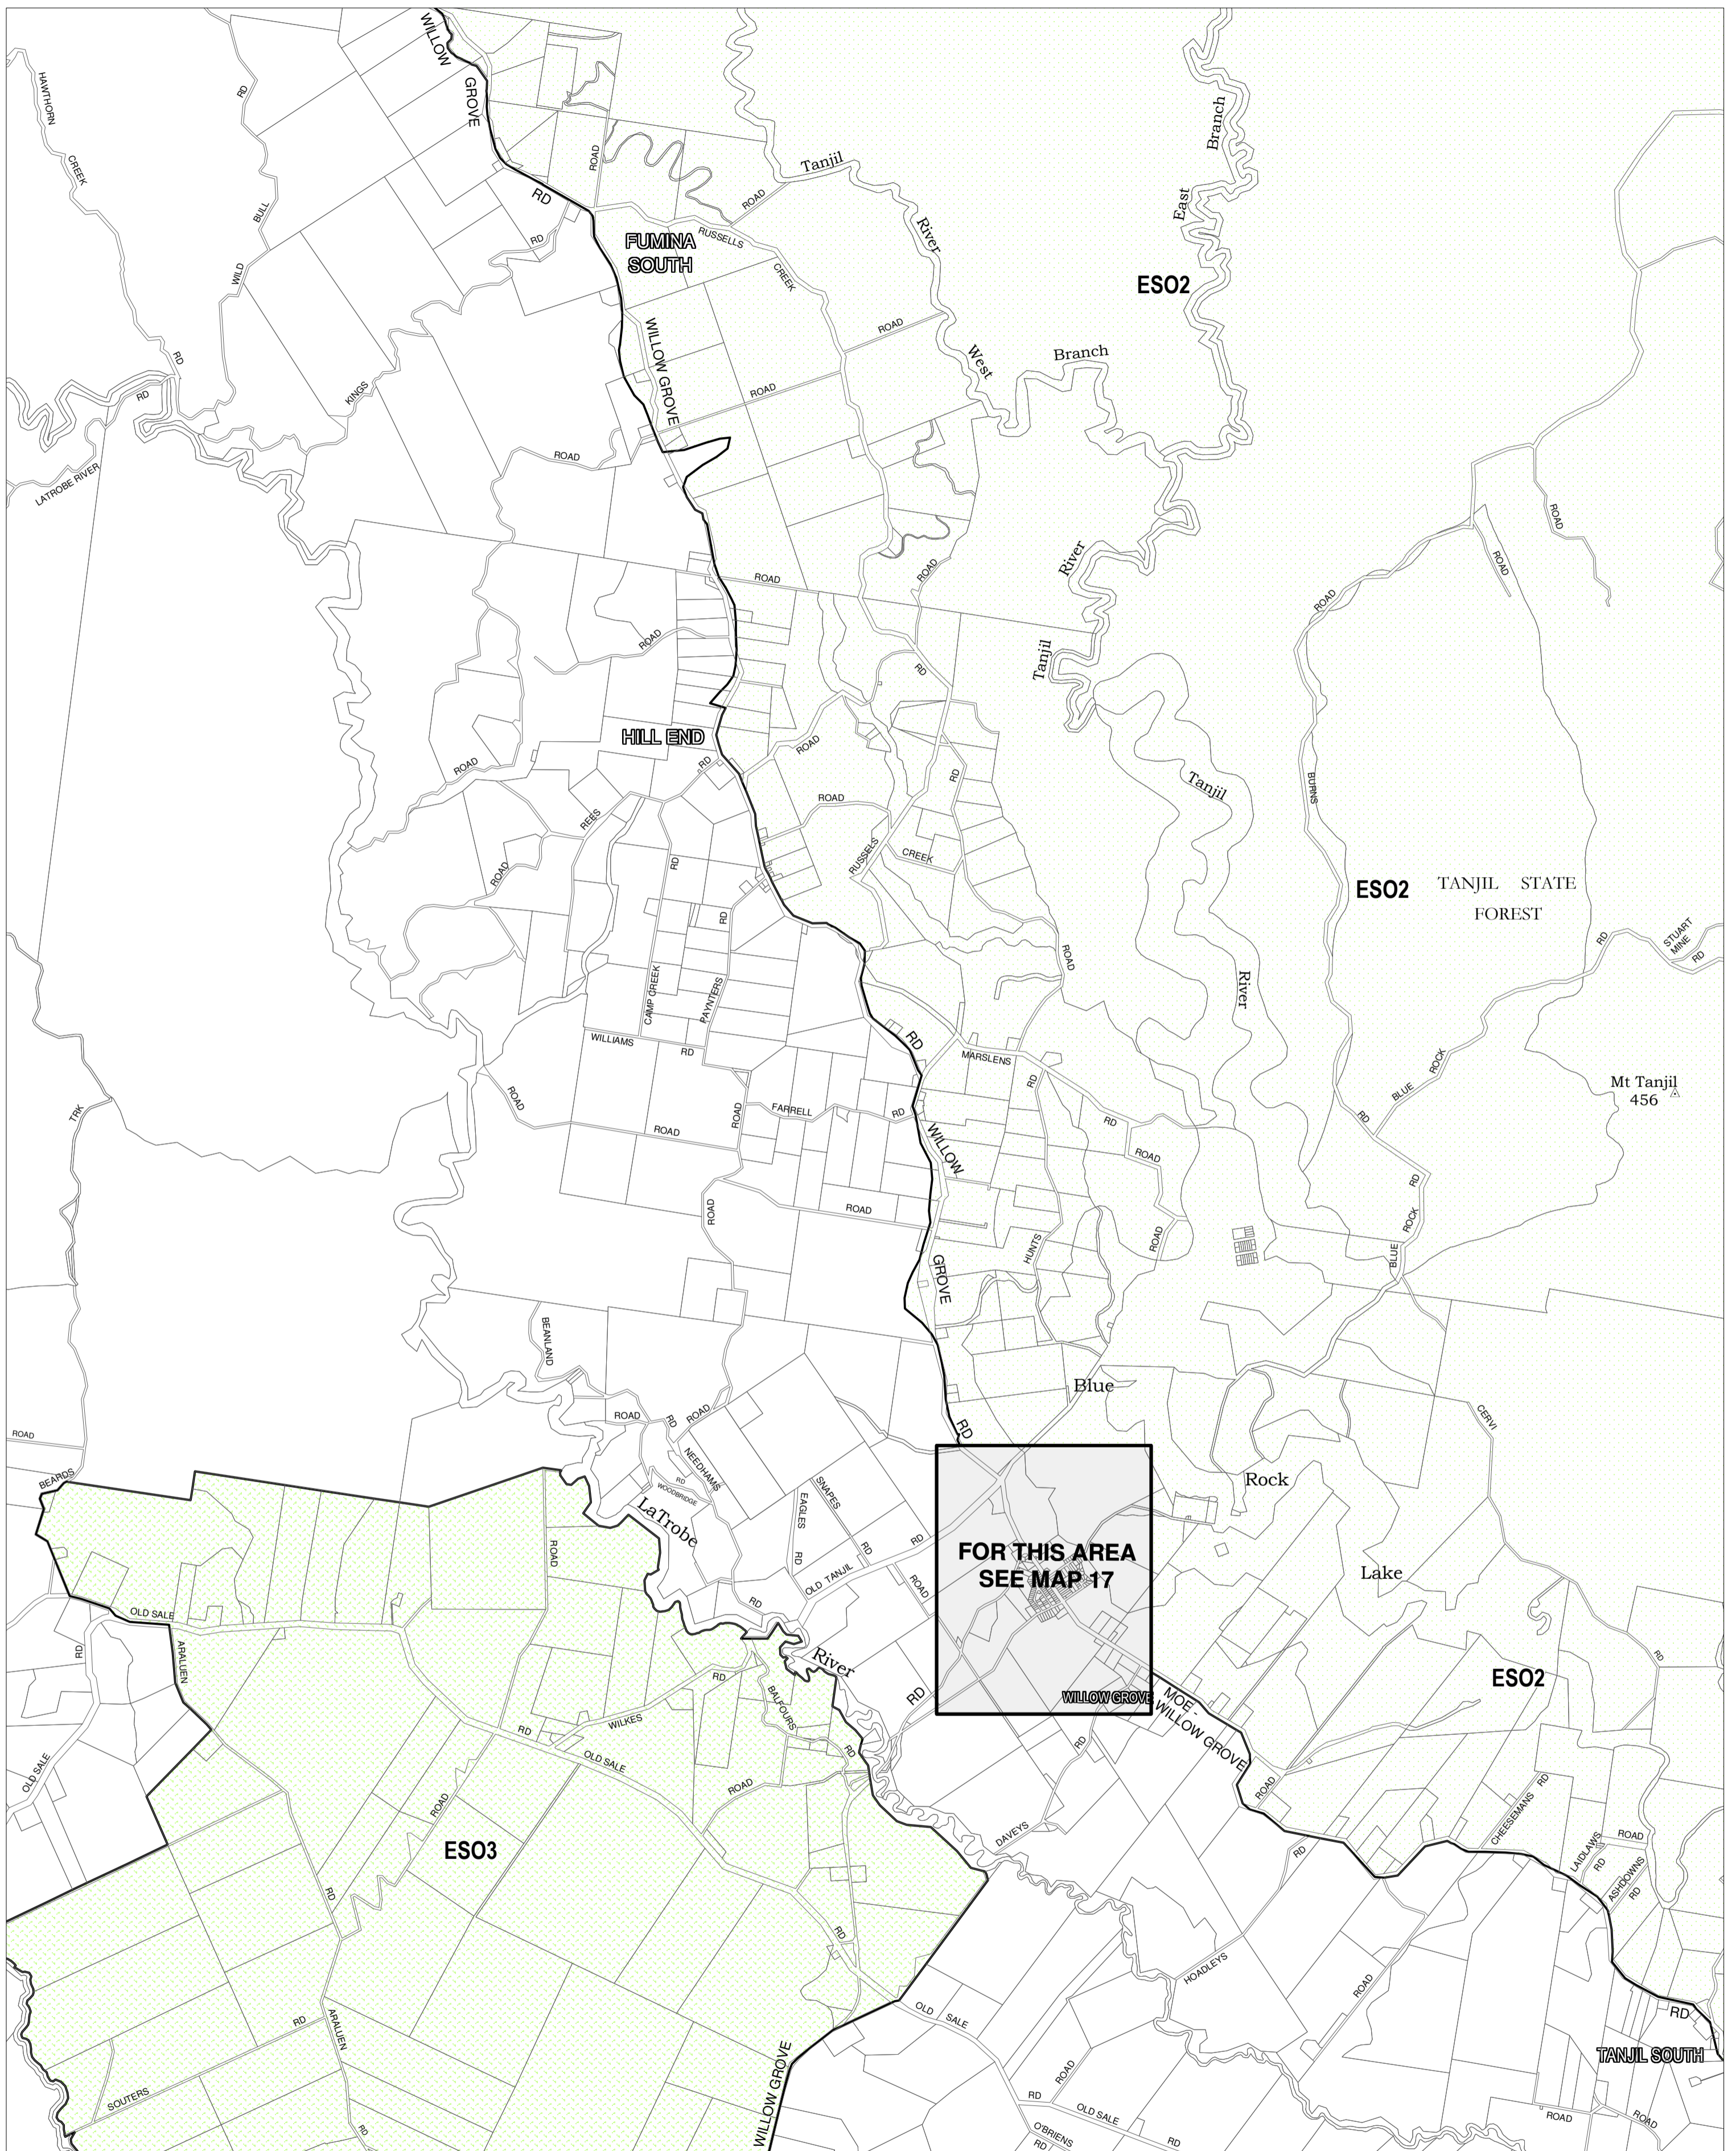 WILLOW
GROVE
RD
HAWTHORN
CREEK
RD
RD
BULL
WILD
ROAD
RD
FUMINA
SOUTH
RUSSELLS
ROAD
CREEK
Tanjil
River
West
Branch
East
Branch
ESO2
ROAD
ROAD
WILLOW GROVE
KINGS
RD
LATROBE RIVER
ROAD
ROAD
ROAD
ROAD
RD
River
Tanjil
ROAD
ROAD
ROAD
HILL END
RD
ROAD
ROAD
REES
ROAD
RD
ROAD
RD
RUSSELS
CREEK
Tanjil
River
BURNS
ESO2
TANJIL STATE
FOREST
STUART
MINE
RD
RD
RD
CAMP CREEK
PAYNTERS
WILLIAMS
RD
ROAD
RD
MARSLENS
RD
RD
ROAD
ROAD
BLUE
ROCK
RD
Mt Tanjil
456
TRK
ROAD
ROAD
ROAD
FARRELL
RD
WILLOW
ROAD
ROAD
GROVE
HUNTS
RD
ROCK
BLUE
BEANLAND
ROAD
RD
ROAD
NEEDHAMS
RD
WOODBRIDGE
Blue
Rock
Lake
RD
CERVI
RD
ROAD
BEARDS
LaTrobe
River
SNAPES
RD
EAGLES
RD
OLD TANJIL
RD
ROAD
RD
FOR THIS AREA
SEE MAP 17
WILLOW GROVE
RD
MOE -
WILLOW GROVE
ROAD
ESO2
OLD SALE
RD
ARALUEN
OLD SALE
ROAD
RD
WILKES
BALFOURS
RD
RD
OLD SALE
ROAD
ROAD
ESO3
RD
DAVEYS
RD
CHEESEMANS
RD
LAIDLAWS
RD
ROAD
ASHDOWNS
RD
RD
HOADLEYS
ROAD
RD
TANJIL SOUTH
RD
ARALUEN
RD
SOUTERS
OLD SALE
ROAD
RD
OLD SALE
RD
O'BRIENS
RD
WILLOW GROVE
ROAD
ROAD